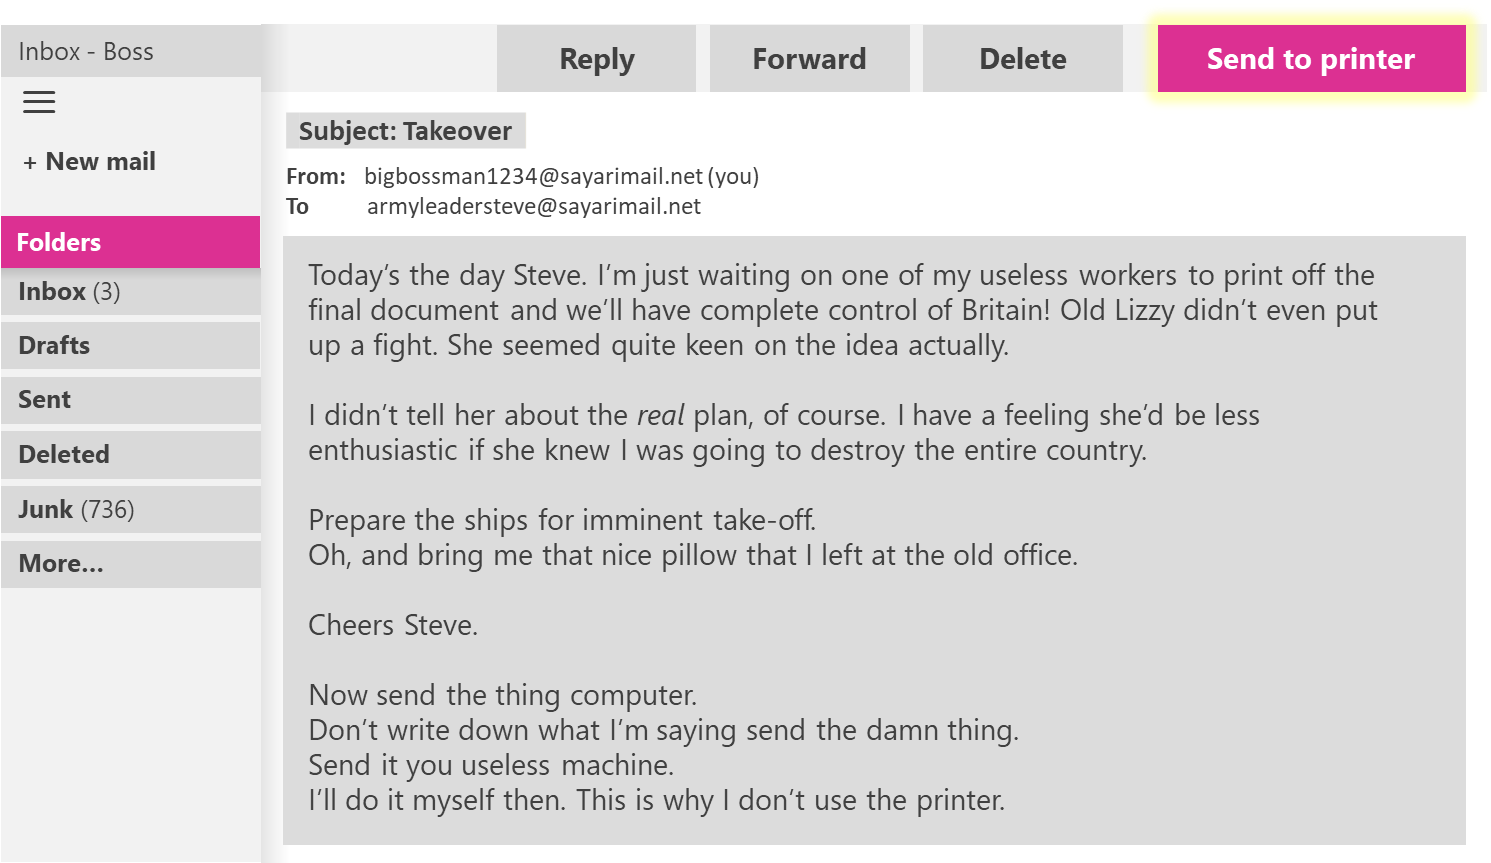 Inbox - Boss
Reply
Forward
Delete
Send to printer
+ New mail
Folders
Inbox (3)
Drafts
Sent
Deleted
Junk (736)
More...
Subject: Takeover
From: bigbossman1234@sayarimail.net (you)
To armyleadersteve@sayarimail.net
Today’s the day Steve. I’m just waiting on one of my useless workers to print off the
final document and we’ll have complete control of Britain! Old Lizzy didn’t even put
up a fight. She seemed quite keen on the idea actually.
I didn’t tell her about the real plan, of course. I have a feeling she’d be less
enthusiastic if she knew I was going to destroy the entire country.
Prepare the ships for imminent take-off.
Oh, and bring me that nice pillow that I left at the old office.
Cheers Steve.
Now send the thing computer.
Don’t write down what I’m saying send the damn thing.
Send it you useless machine.
I’ll do it myself then. This is why I don’t use the printer.